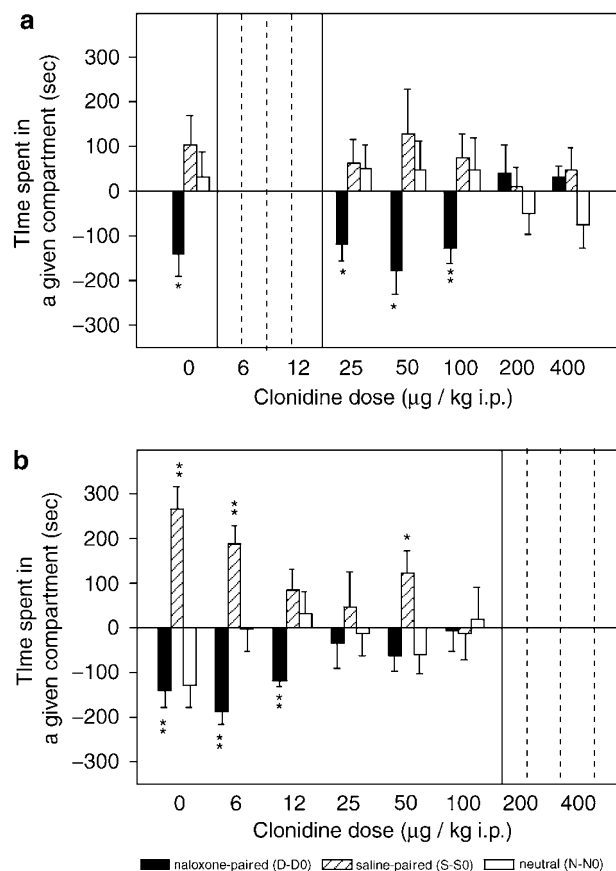 a
TIme spent in
a given compartment (sec)
300
200
100
0
−100
−200
−300
*
*
*
* *
0 6 12 25 50 100 200 400
Clonidine dose (μg / kg i.p.)
b
TIme spent in
a given compartment (sec)
300
200
100
0
−100
−200
−300
* *
* *
*
* *
* *
* *
0 6 12 25 50 100 200 400
Clonidine dose (μg / kg i.p.)
naloxone-paired (D-D0) saline-paired (S-S0) neutral (N-N0)